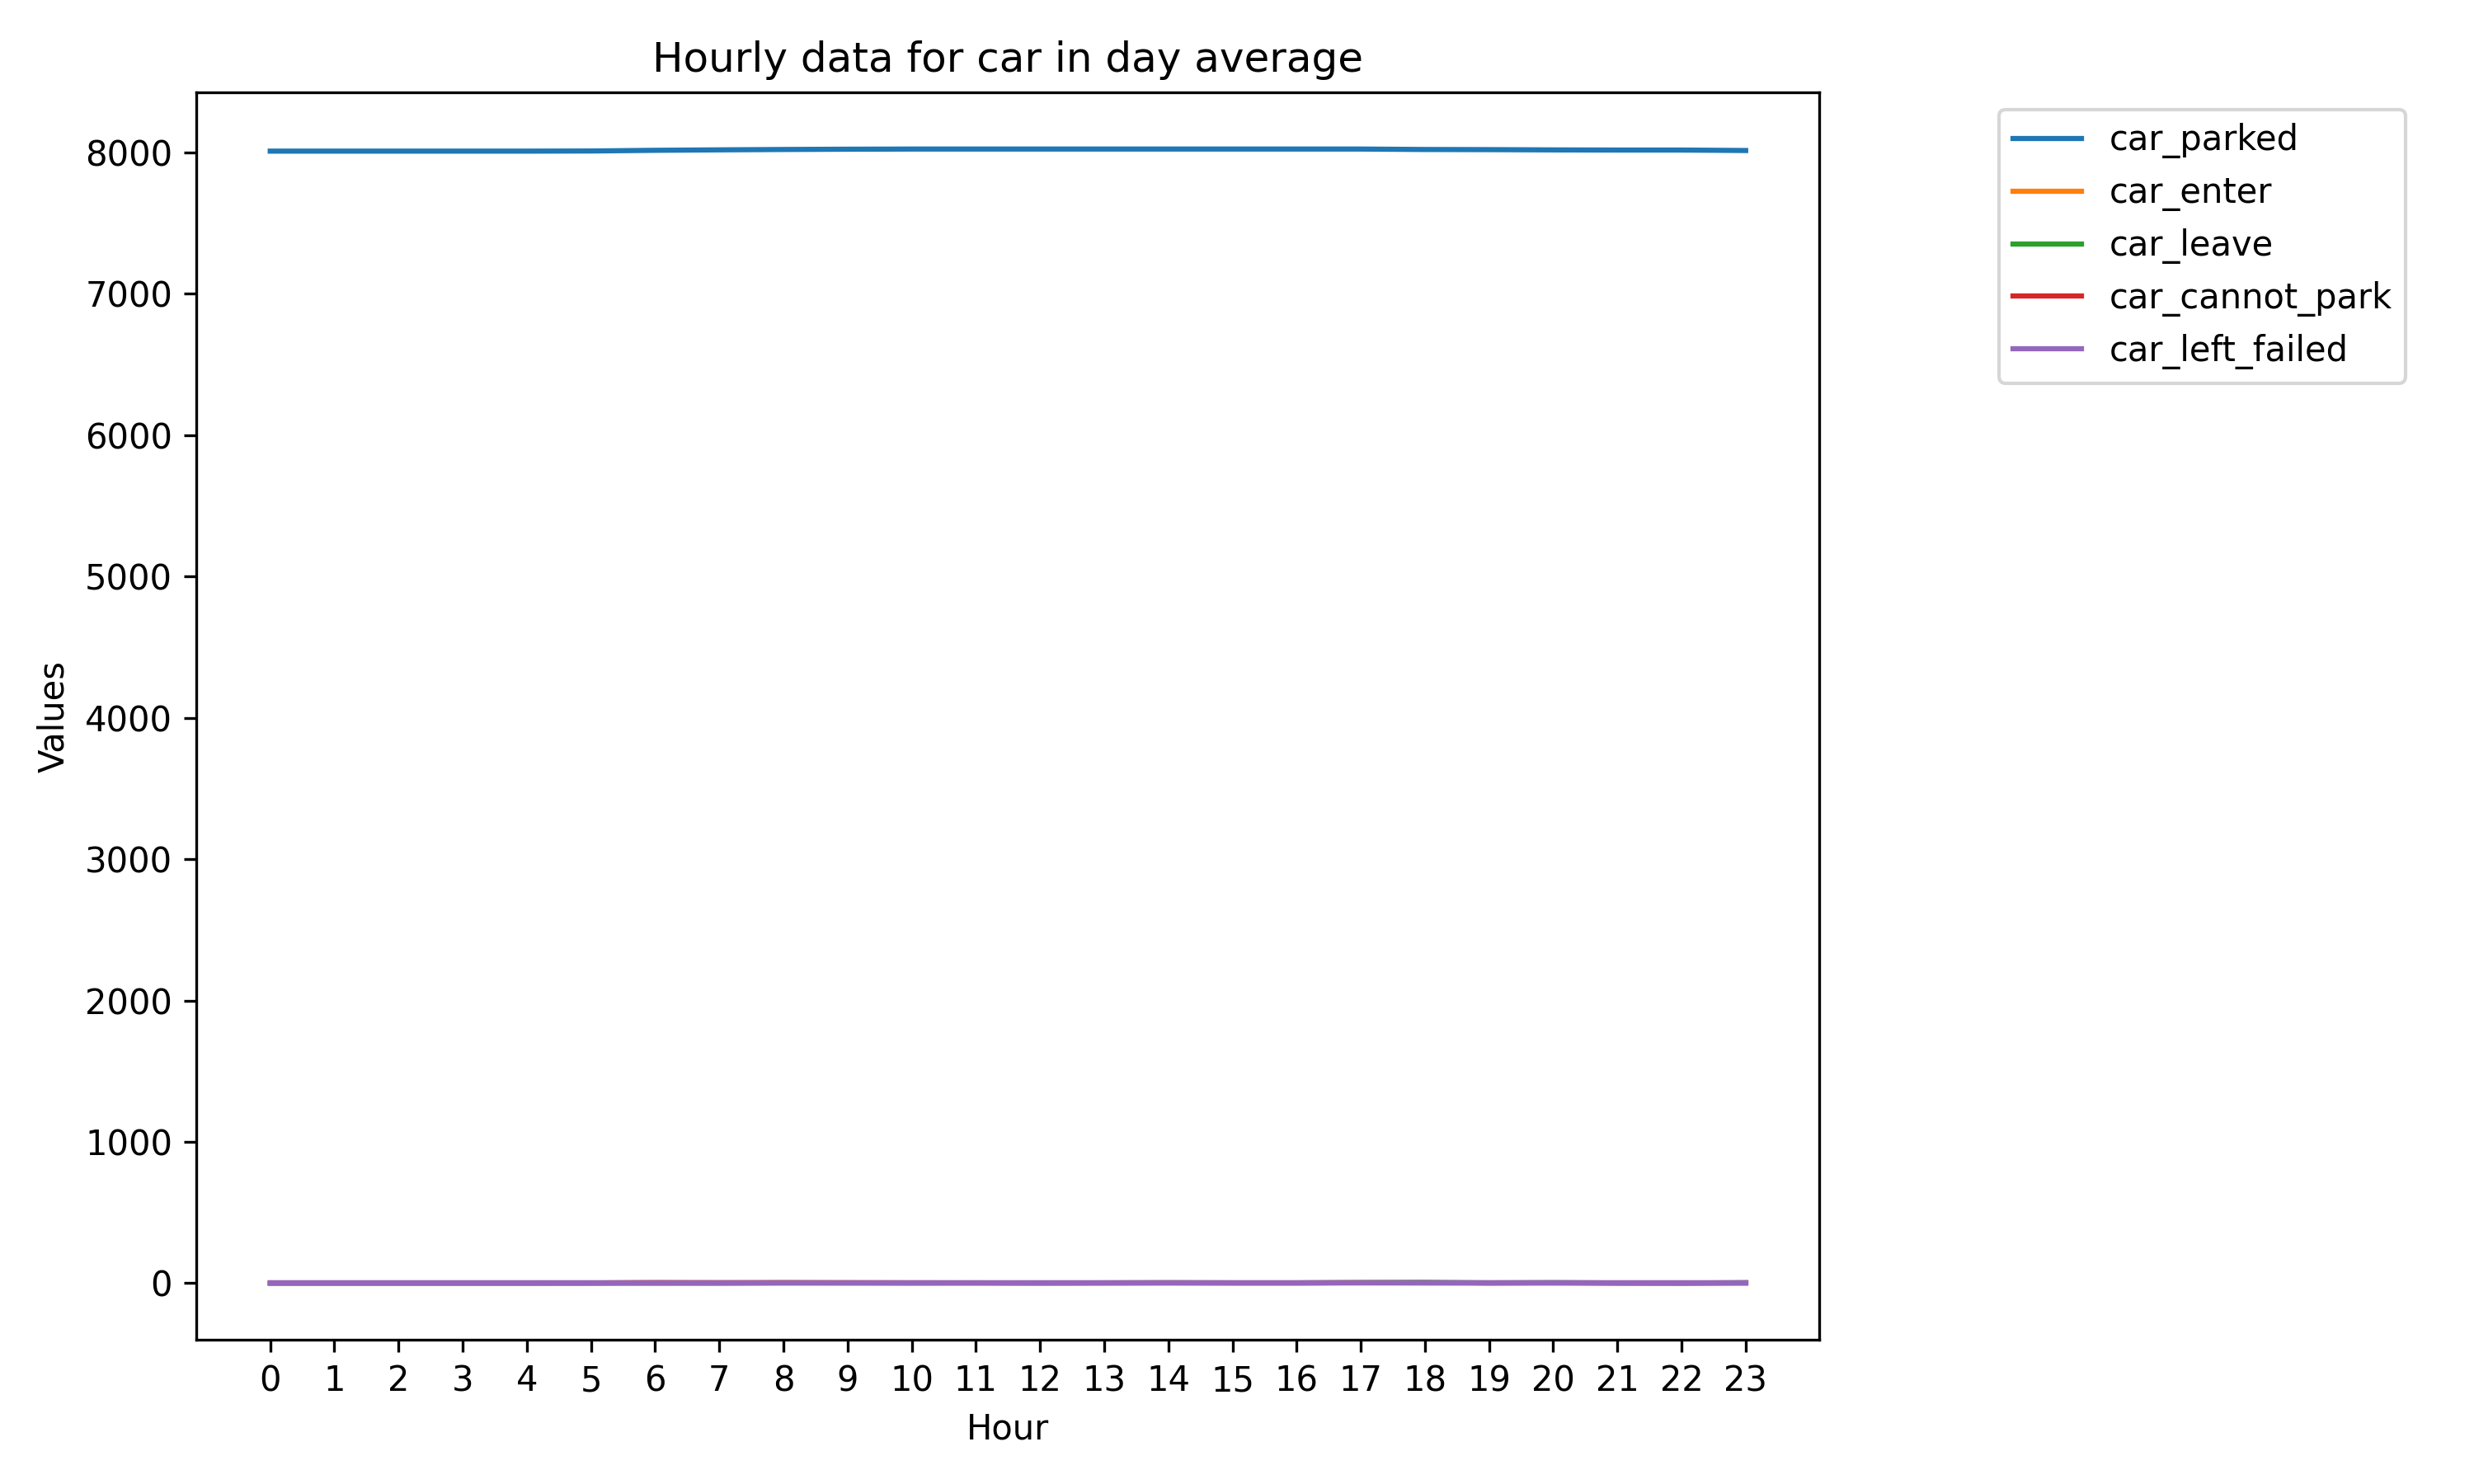 Hourly data for car in day average
car_parked
car_enter
car_leave
car_cannot_park
car_left_failed
8000
7000
6000
5000
4000
3000
2000
1000
0
Values
0 1 2 3 4 5 6 7 8 9 10 11 12 13 14 15 16 17 18 19 20 21 22 23
Hour